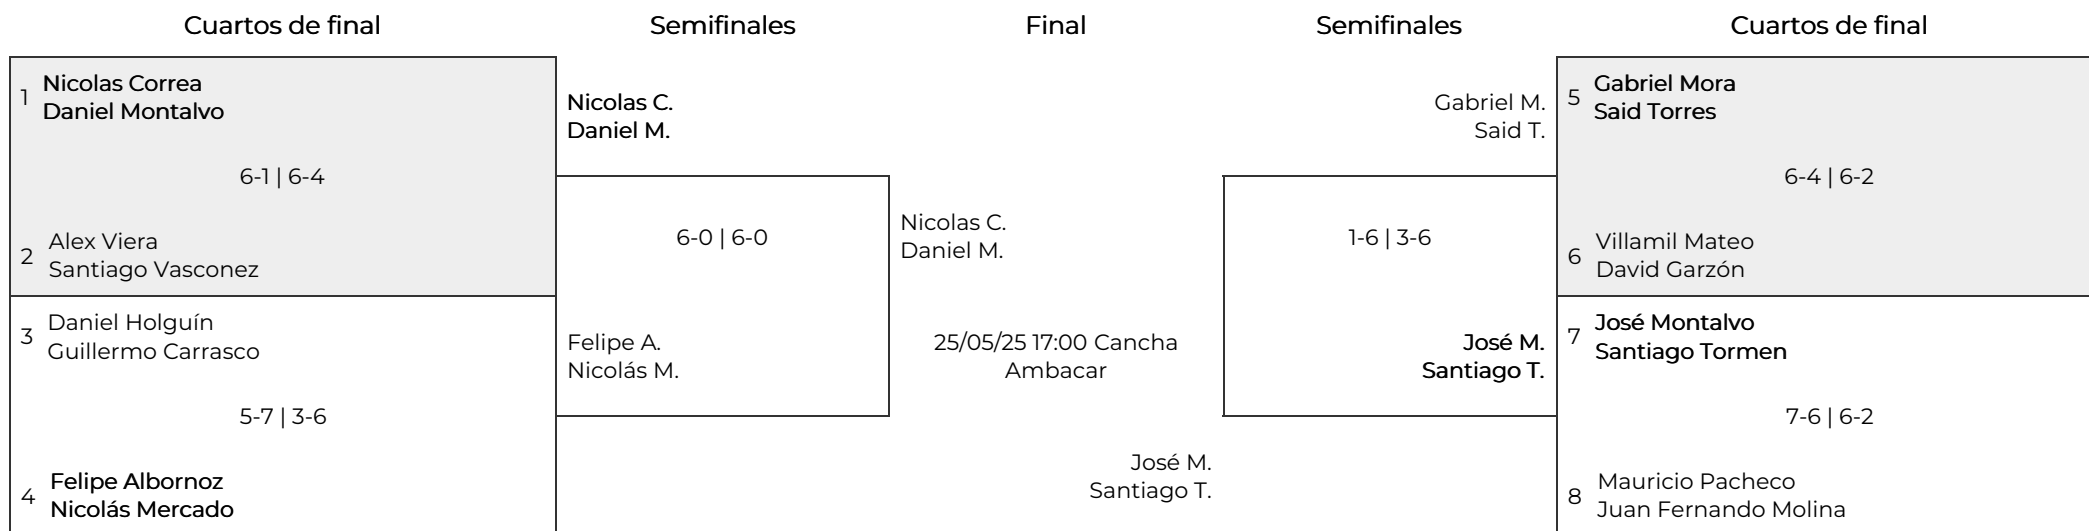 Cuartos de final
Semifinales
Final
Semifinales
Cuartos de final
1
Nicolas Correa
Daniel Montalvo
6-1 | 6-4
2
Alex Viera
Santiago Vasconez
3
Daniel Holguín
Guillermo Carrasco
5-7 | 3-6
4
Felipe Albornoz
Nicolás Mercado
Nicolas C.
Daniel M.
6-0 | 6-0
Felipe A.
Nicolás M.
Nicolas C.
Daniel M.
25/05/25 17:00 Cancha
Ambacar
José M.
Santiago T.
Gabriel M.
Said T.
1-6 | 3-6
José M.
Santiago T.
5
Gabriel Mora
Said Torres
6-4 | 6-2
6
Villamil Mateo
David Garzón
7
José Montalvo
Santiago Tormen
7-6 | 6-2
8
Mauricio Pacheco
Juan Fernando Molina